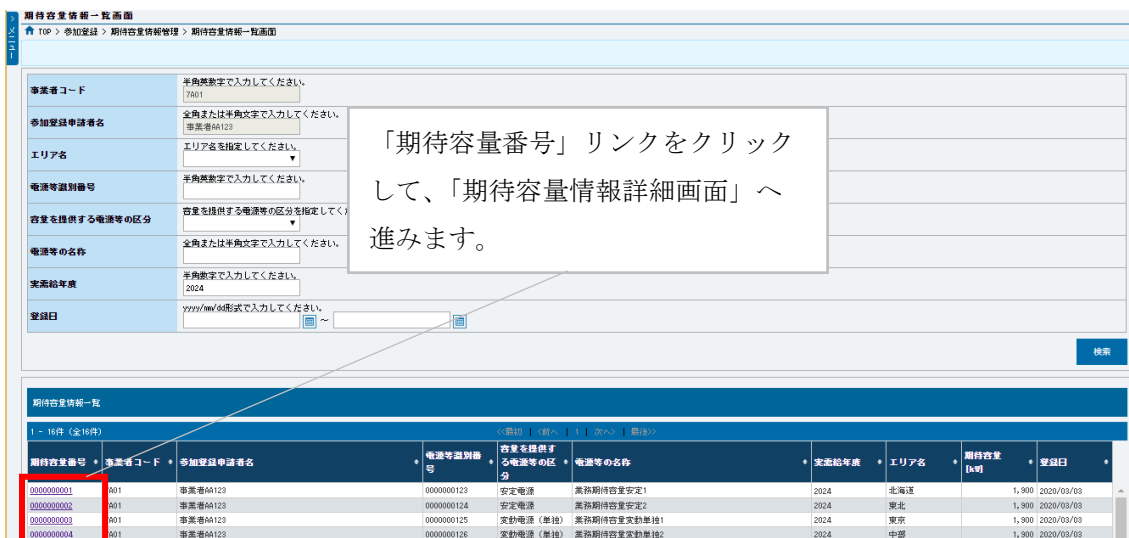 期待容量情報一覧画面
TOP > 参加登録 > 期待容量情報管理 > 期待容量情報一覧画面
> メニュー
事業者コード
半角英数字で入力してください。
7A01
参加登録申請者名
全角または半角文字で入力してください。
事業者AA123
エリア名
エリア名を指定してください。
電源等識別番号
半角英数字で入力してください。
容量を提供する電源等の区分
容量を提供する電源等の区分を指定してく
電源等の名称
全角または半角文字で入力してください。
実需給年度
半角数字で入力してください。
2024
登録日
yyyy/mm/dd形式で入力してください。
~
「期待容量番号」リンクをクリック
して、「期待容量情報詳細画面」へ
進みます。
検索
期待容量情報一覧
1 - 16件 (全16件)
<<最初 | <前へ | 1 | 次へ> | 最後>>
期待容量番号 事業者コード 参加登録申請者名 電源等識別番号 容量を提供する電源等の区分 電源等の名称 実需給年度 エリア名 期待容量[kW] 登録日
0000000001 7A01 事業者AA123 0000000123 安定電源 業務期待容量安定1 2024 北海道 1,900 2020/03/03
0000000002 7A01 事業者AA123 0000000124 安定電源 業務期待容量安定2 2024 東北 1,900 2020/03/03
0000000003 7A01 事業者AA123 0000000125 変動電源 (単独) 業務期待容量変動単独1 2024 東京 1,900 2020/03/03
0000000004 7A01 事業者AA123 0000000126 変動電源 (単独) 業務期待容量変動単独2 2024 中部 1,900 2020/03/03